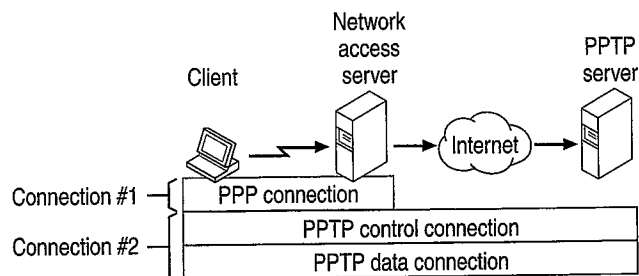 Network
access
server
PPTP
server
Client
Internet
Connection #1
PPP connection
PPTP control connection
Connection #2
PPTP data connection